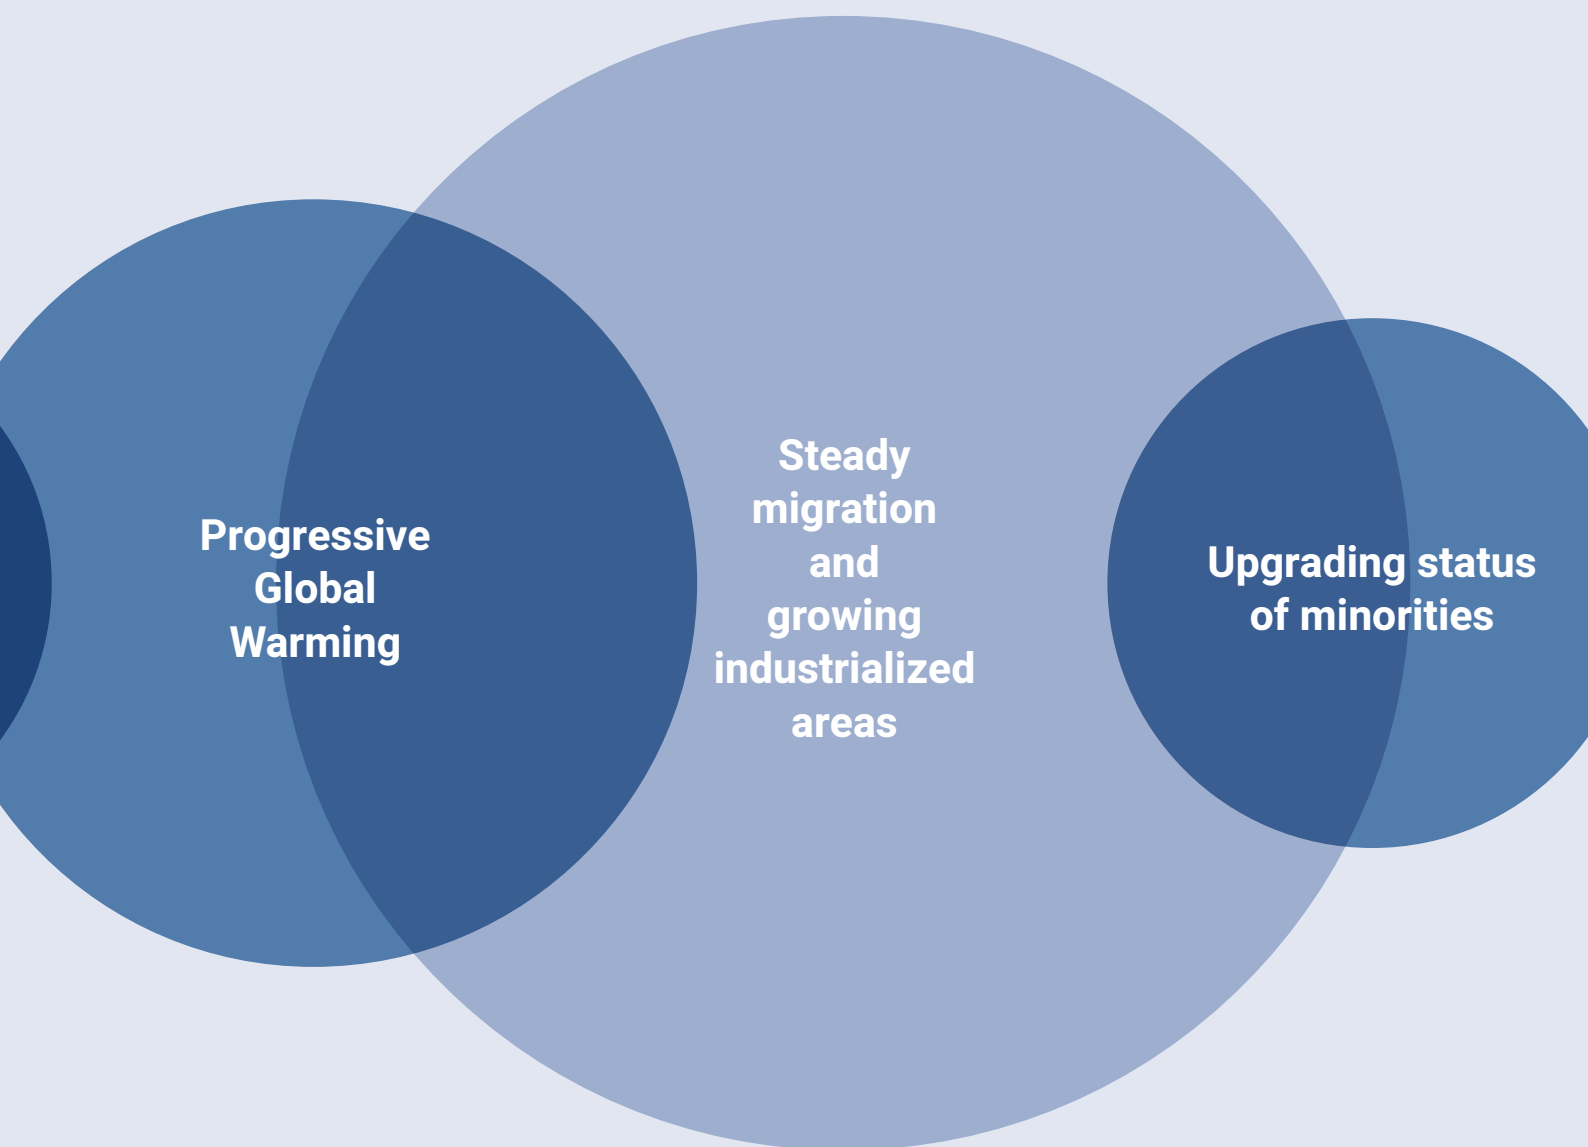 Progressive
Global
Warming
Steady
migration
and
growing
industrialized
areas
Upgrading status
of minorities